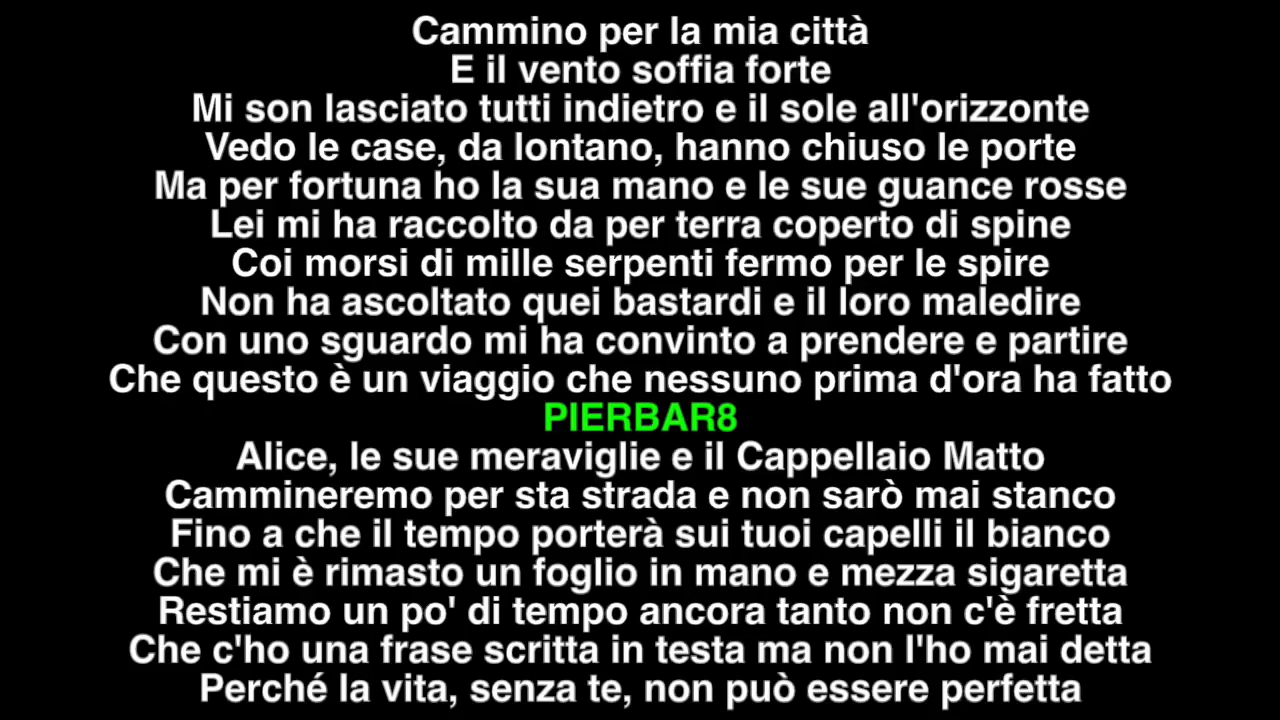 Cammino per la mia città
E il vento soffia forte
Mi son lasciato tutti indietro e il sole all'orizzonte
Vedo le case, da lontano, hanno chiuso le porte
Ma per fortuna ho la sua mano e le sue guance rosse
Lei mi ha raccolto da per terra coperto di spine
Coi morsi di mille serpenti fermo per le spire
Non ha ascoltato quei bastardi e il loro maledire
Con uno sguardo mi ha convinto a prendere e partire
Che questo è un viaggio che nessuno prima d'ora ha fatto
PIERBAR8
Alice, le sue meraviglie e il Cappellaio Matto
Cammineremo per sta strada e non sarò mai stanco
Fino a che il tempo porterà sui tuoi capelli il bianco
Che mi è rimasto un foglio in mano e mezza sigaretta
Restiamo un po' di tempo ancora tanto non c'è fretta
Che c'ho una frase scritta in testa ma non l'ho mai detta
Perché la vita, senza te, non può essere perfetta